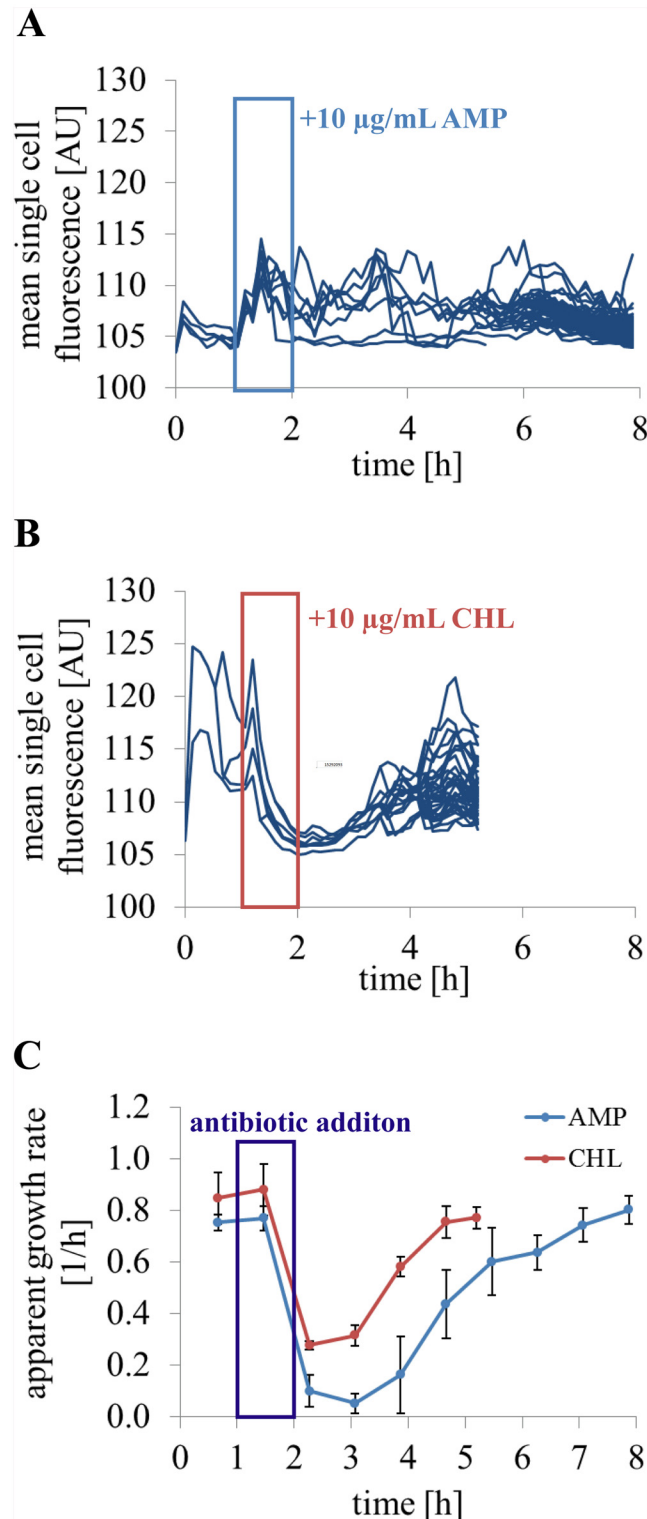 A
mean single cell
fluorescence [AU]
130
125
120
115
110
105
100
+10 µg/mL AMP
0 2 4 6 8
time [h]
B
mean single cell
fluorescence [AU]
130
125
120
115
110
105
100
+10 µg/mL CHL
0 2 4 6 8
time [h]
C
apparent growth rate
[1/h]
1.2
1.0
0.8
0.6
0.4
0.2
0.0
antibiotic additon
AMP
CHL
0 1 2 3 4 5 6 7 8
time [h]